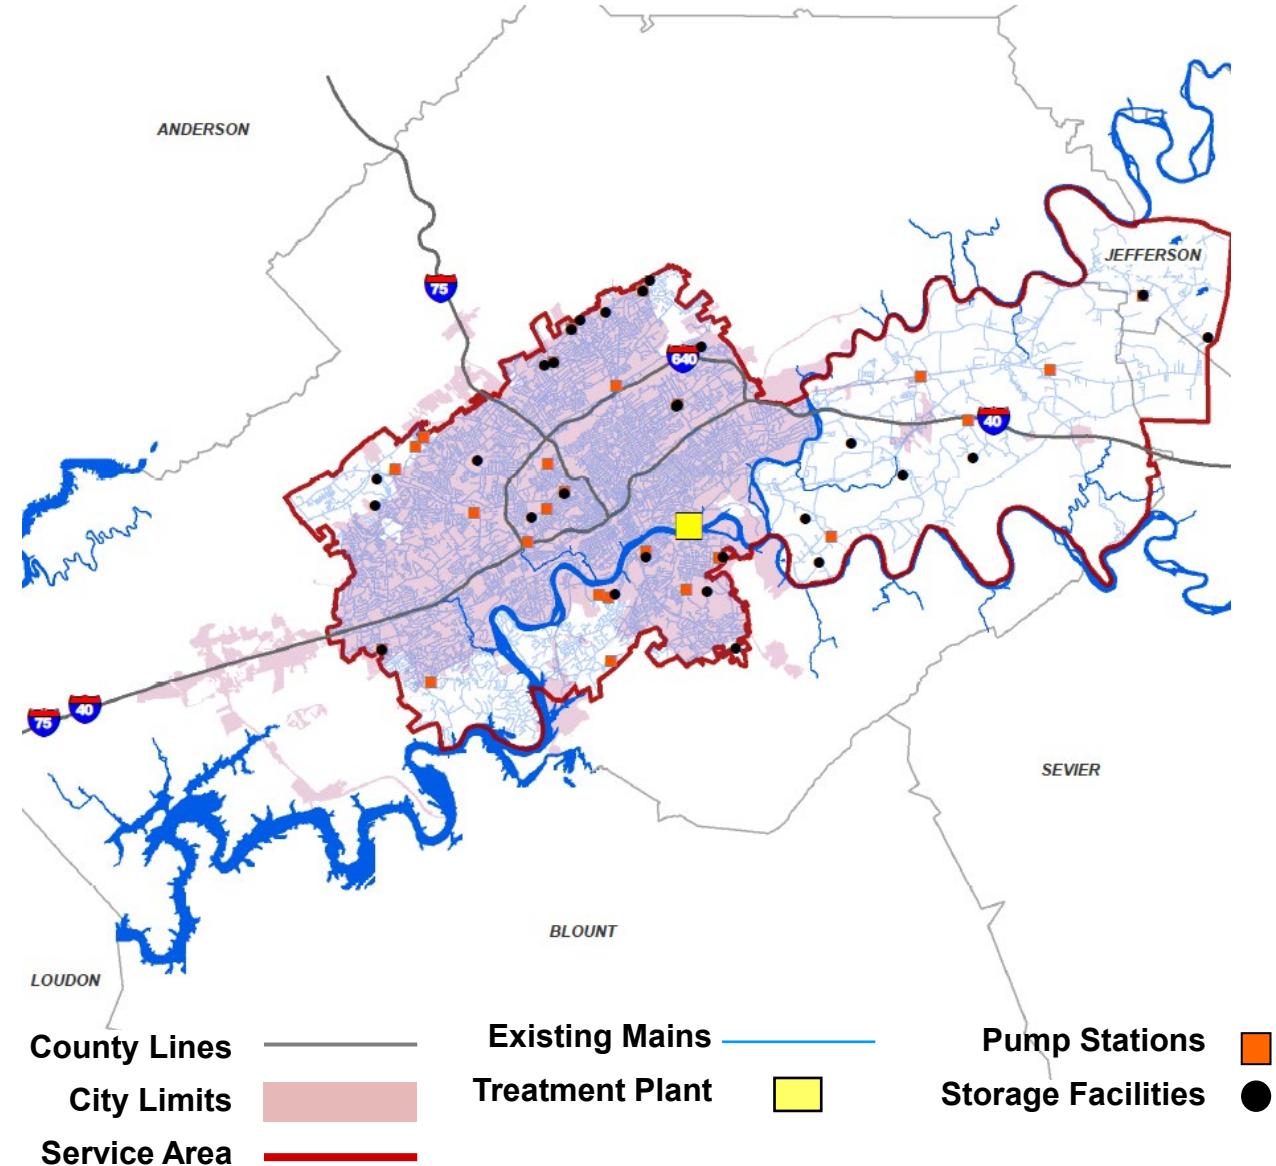 ANDERSON
JEFFERSON
75
640
40
75
40
SEVIER
BLOUNT
LOUDON
County Lines
Existing Mains
Pump Stations
City Limits
Treatment Plant
Storage Facilities
Service Area